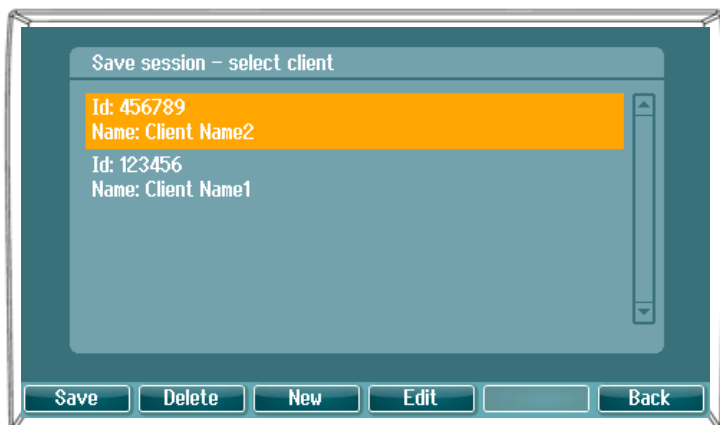 Save session – select client
Id: 456789
Name: Client Name2
Id: 123456
Name: Client Name1
Save Delete New Edit Back